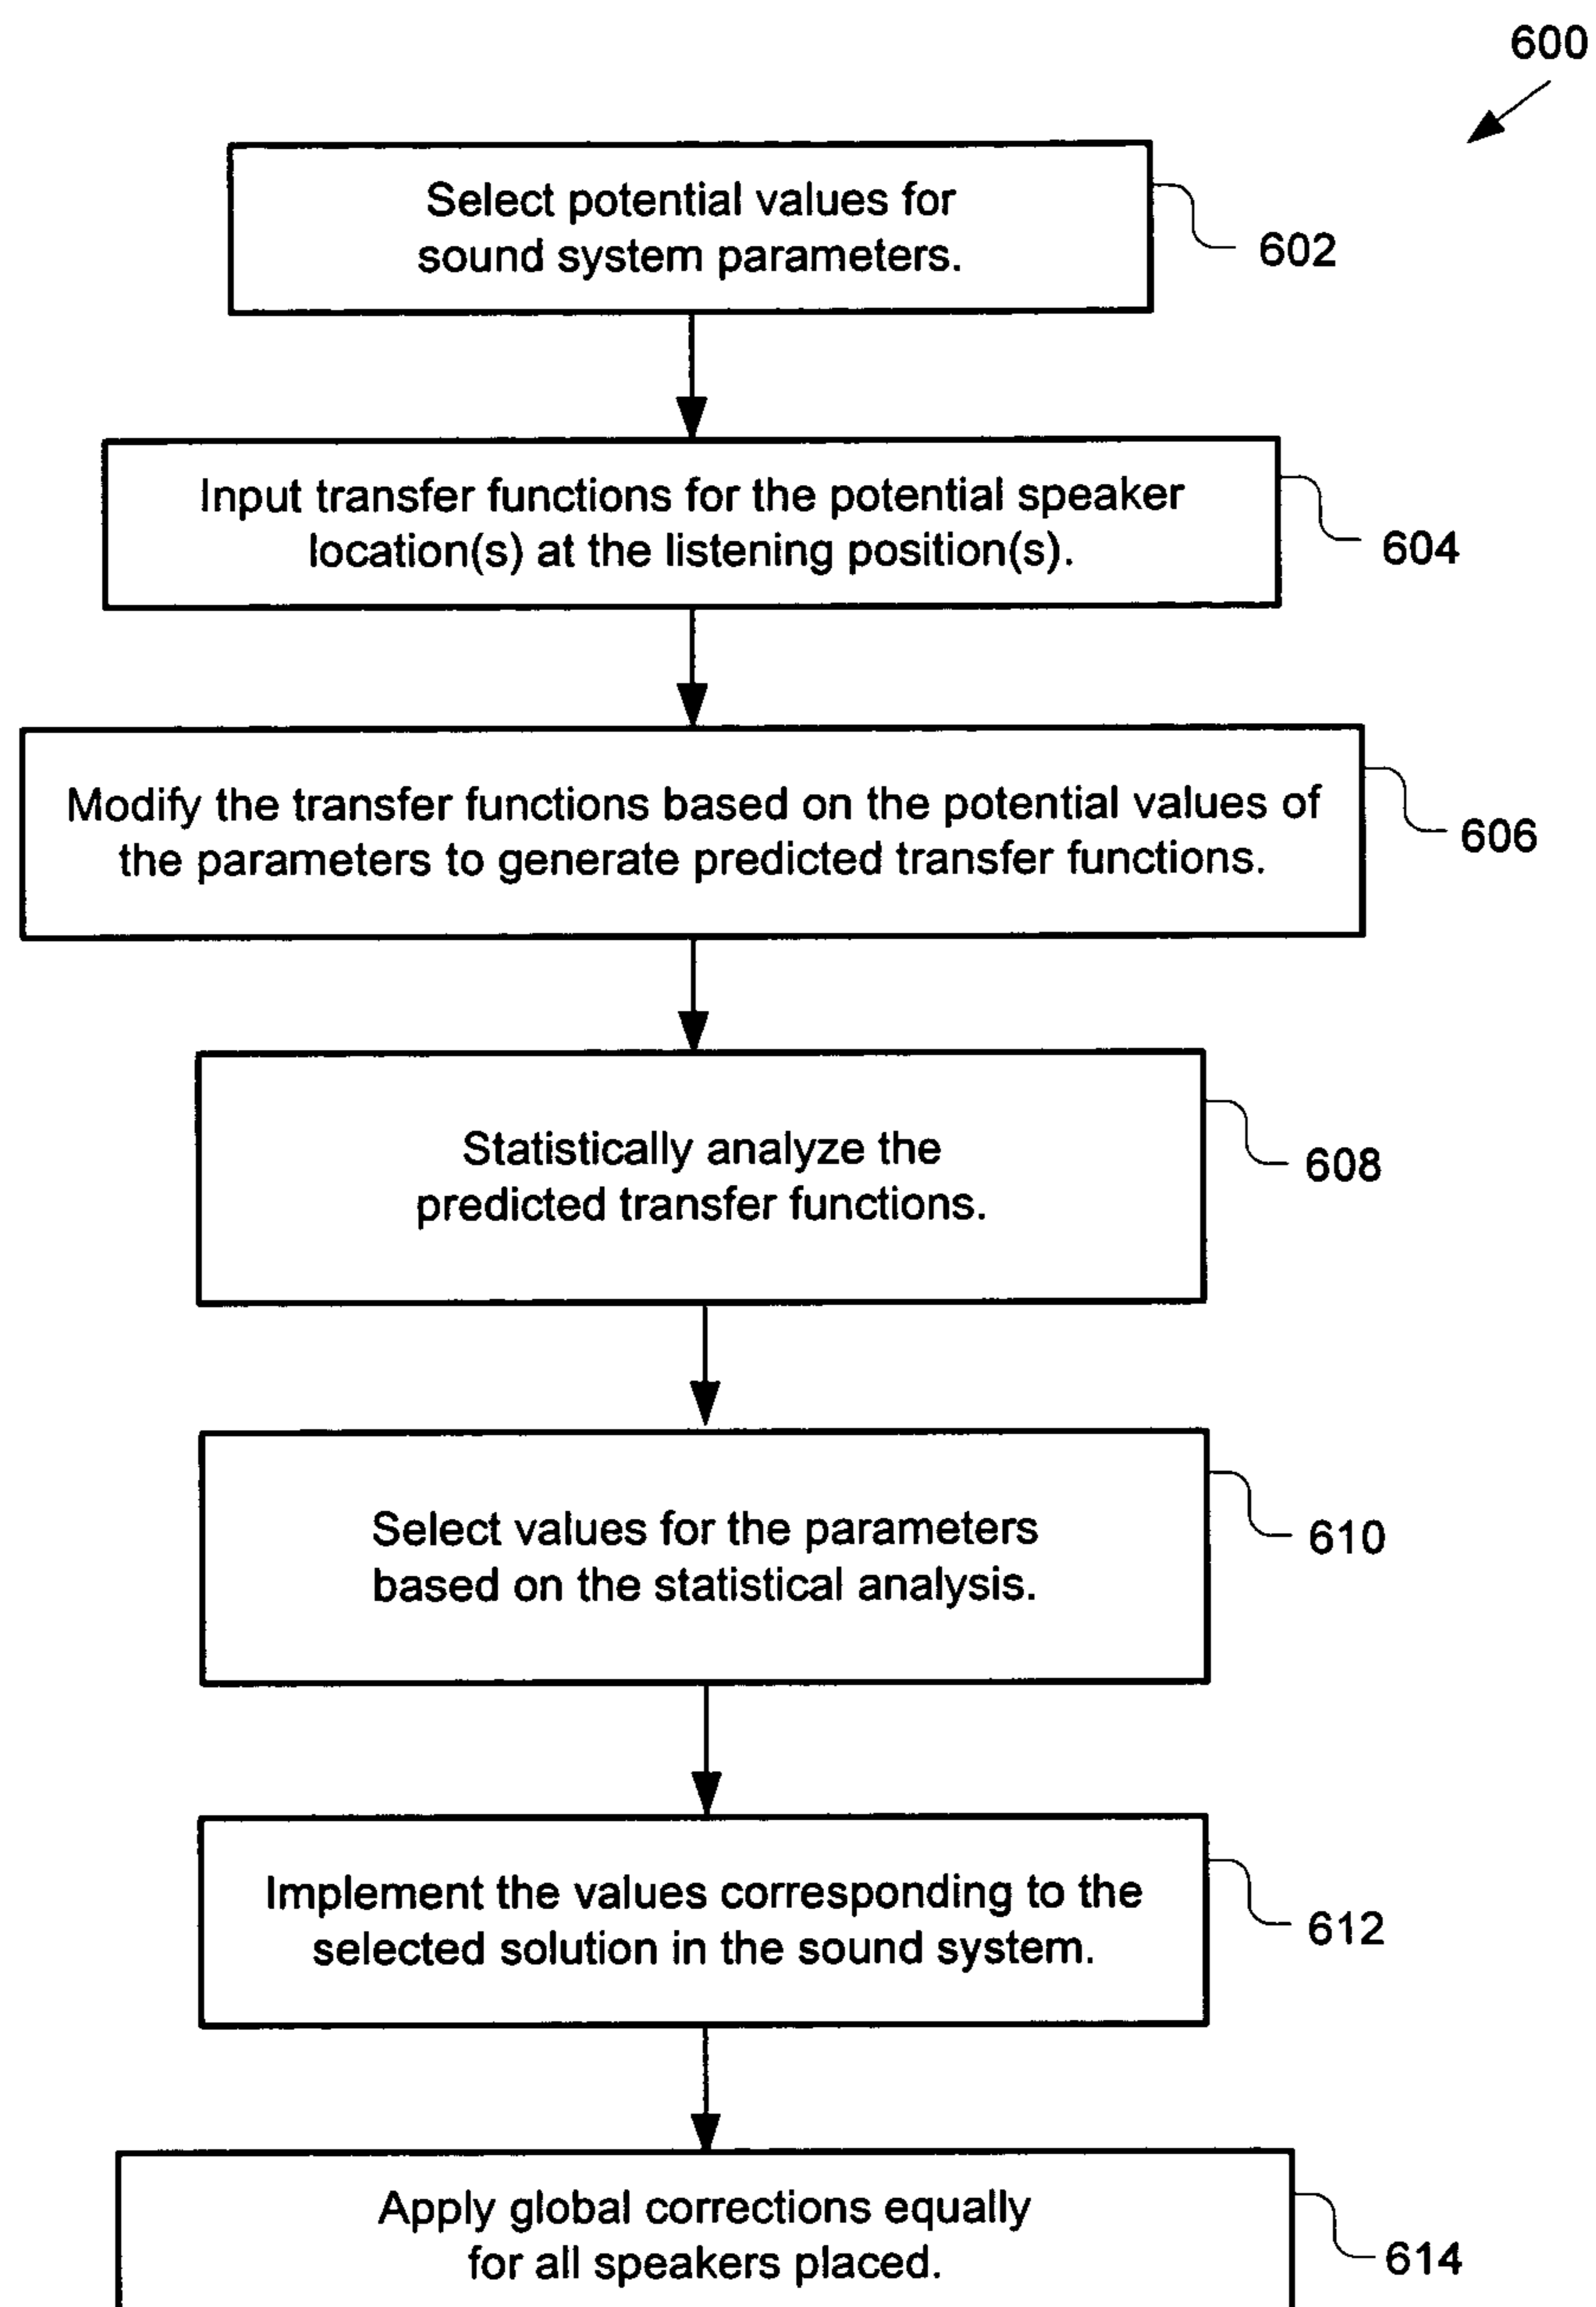 600
Select potential values for
sound system parameters.
602
Input transfer functions for the potential speaker
location(s) at the listening position(s).
604
Modify the transfer functions based on the potential values of
the parameters to generate predicted transfer functions.
606
Statistically analyze the
predicted transfer functions.
608
Select values for the parameters
based on the statistical analysis.
610
Implement the values corresponding to the
selected solution in the sound system.
612
Apply global corrections equally
for all speakers placed.
614